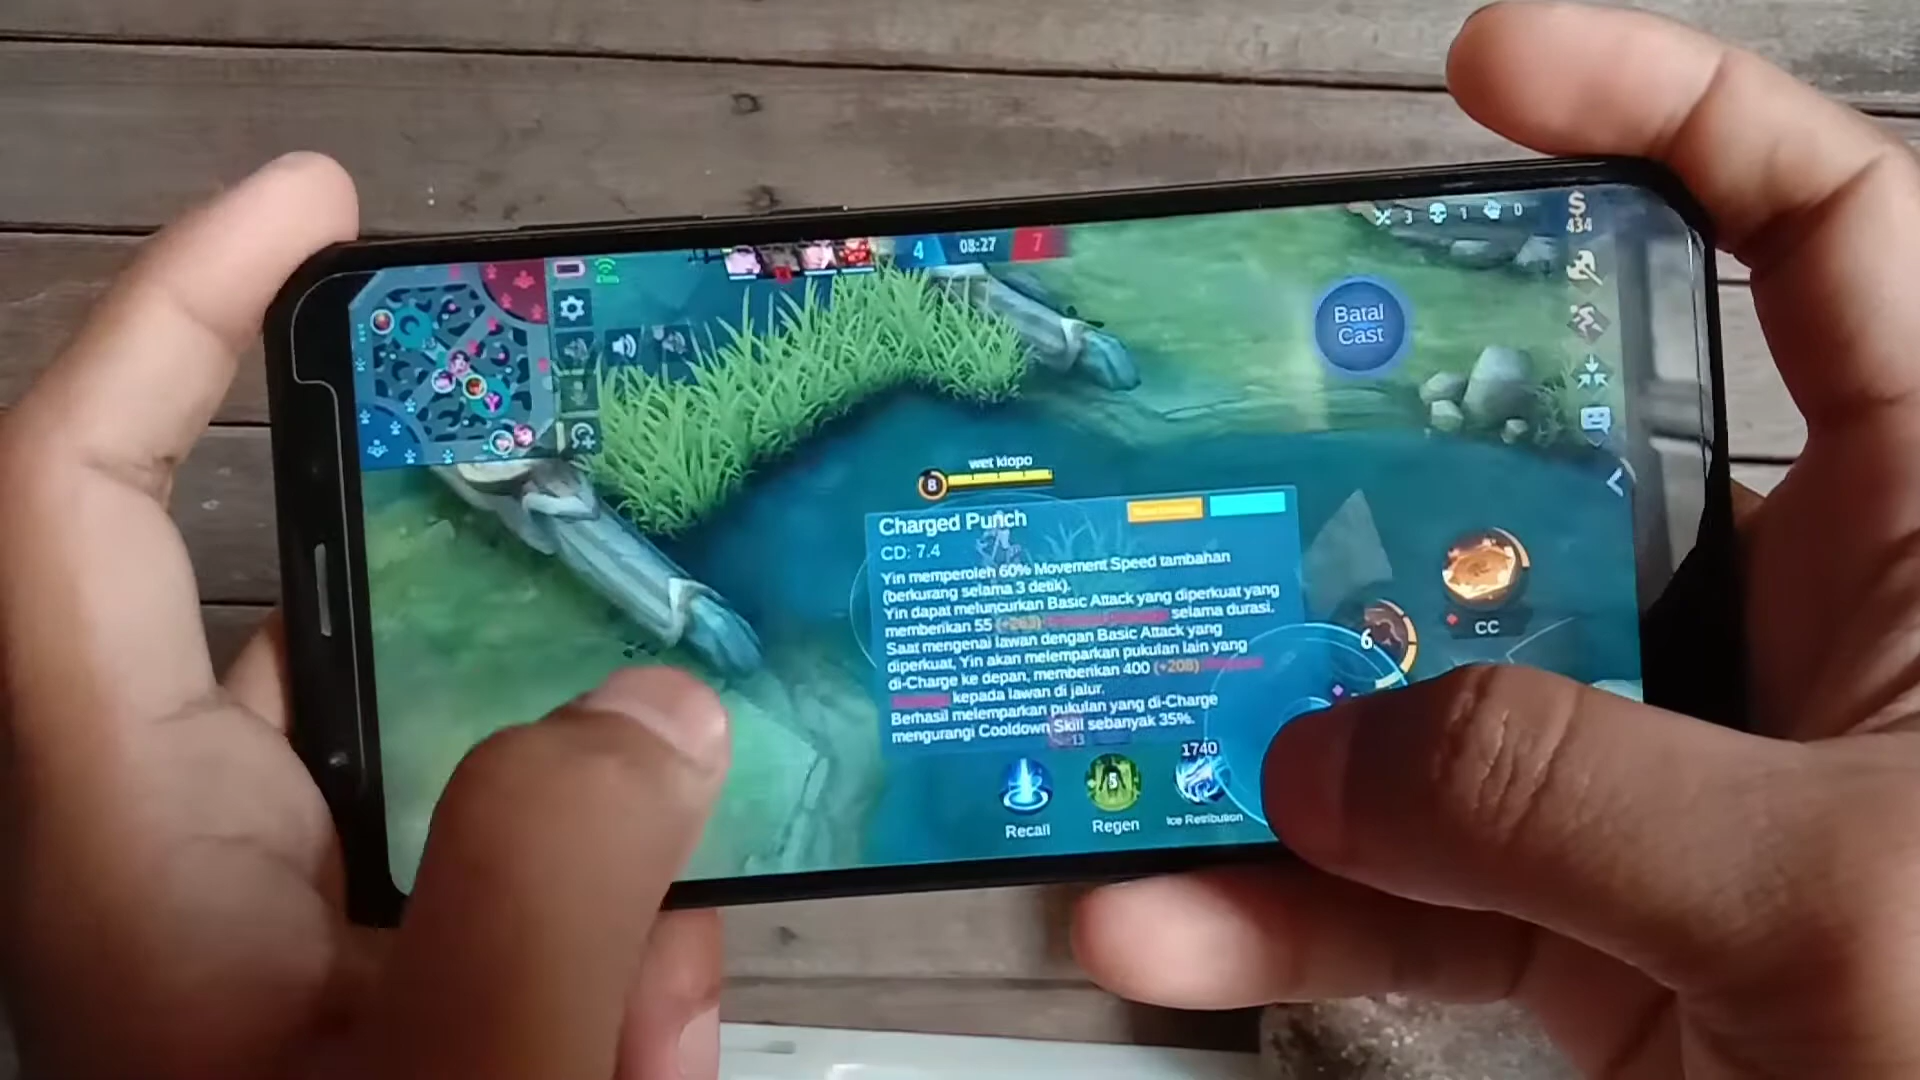 4 08:27 7
3 1 0
434
Batal
Cast
wet klopo
8
Charged Punch
CD: 7.4
Yin memperoleh 60% Movement Speed tambahan
(berkurang selama 3 detik).
Yin dapat meluncurkan Basic Attack yang diperkuat yang
memberikan 55 (+263) selama durasi.
Saat mengenai lawan dengan Basic Attack yang
diperkuat, Yin akan melemparkan pukulan lain yang
di-Charge ke depan, memberikan 400 (+208)
kepada lawan di jalur.
Berhasil melemparkan pukulan yang di-Charge
mengurangi Cooldown Skill sebanyak 35%.
13
6
CC
1740
5
Recall
Regen
Ice Retribution